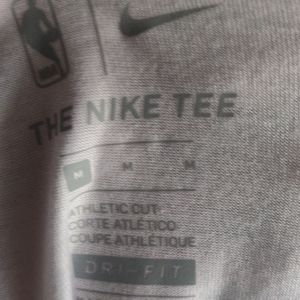 THE NIKE TEE
M M M
ATHLETIC CUT
CORTE ATLÉTICO
COUPE ATHLÉTIQUE
DRI-FIT